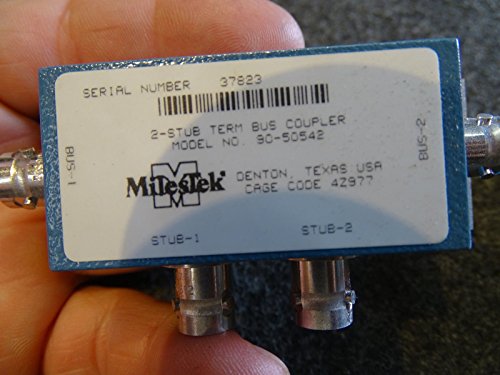 SERIAL NUMBER 37823
2-STUB TERM BUS COUPLER
MODEL NO. 90-50542
BUS-1
BUS-2
M
MilesTek
DENTON, TEXAS USA
CAGE CODE 4Z977
STUB-1
STUB-2